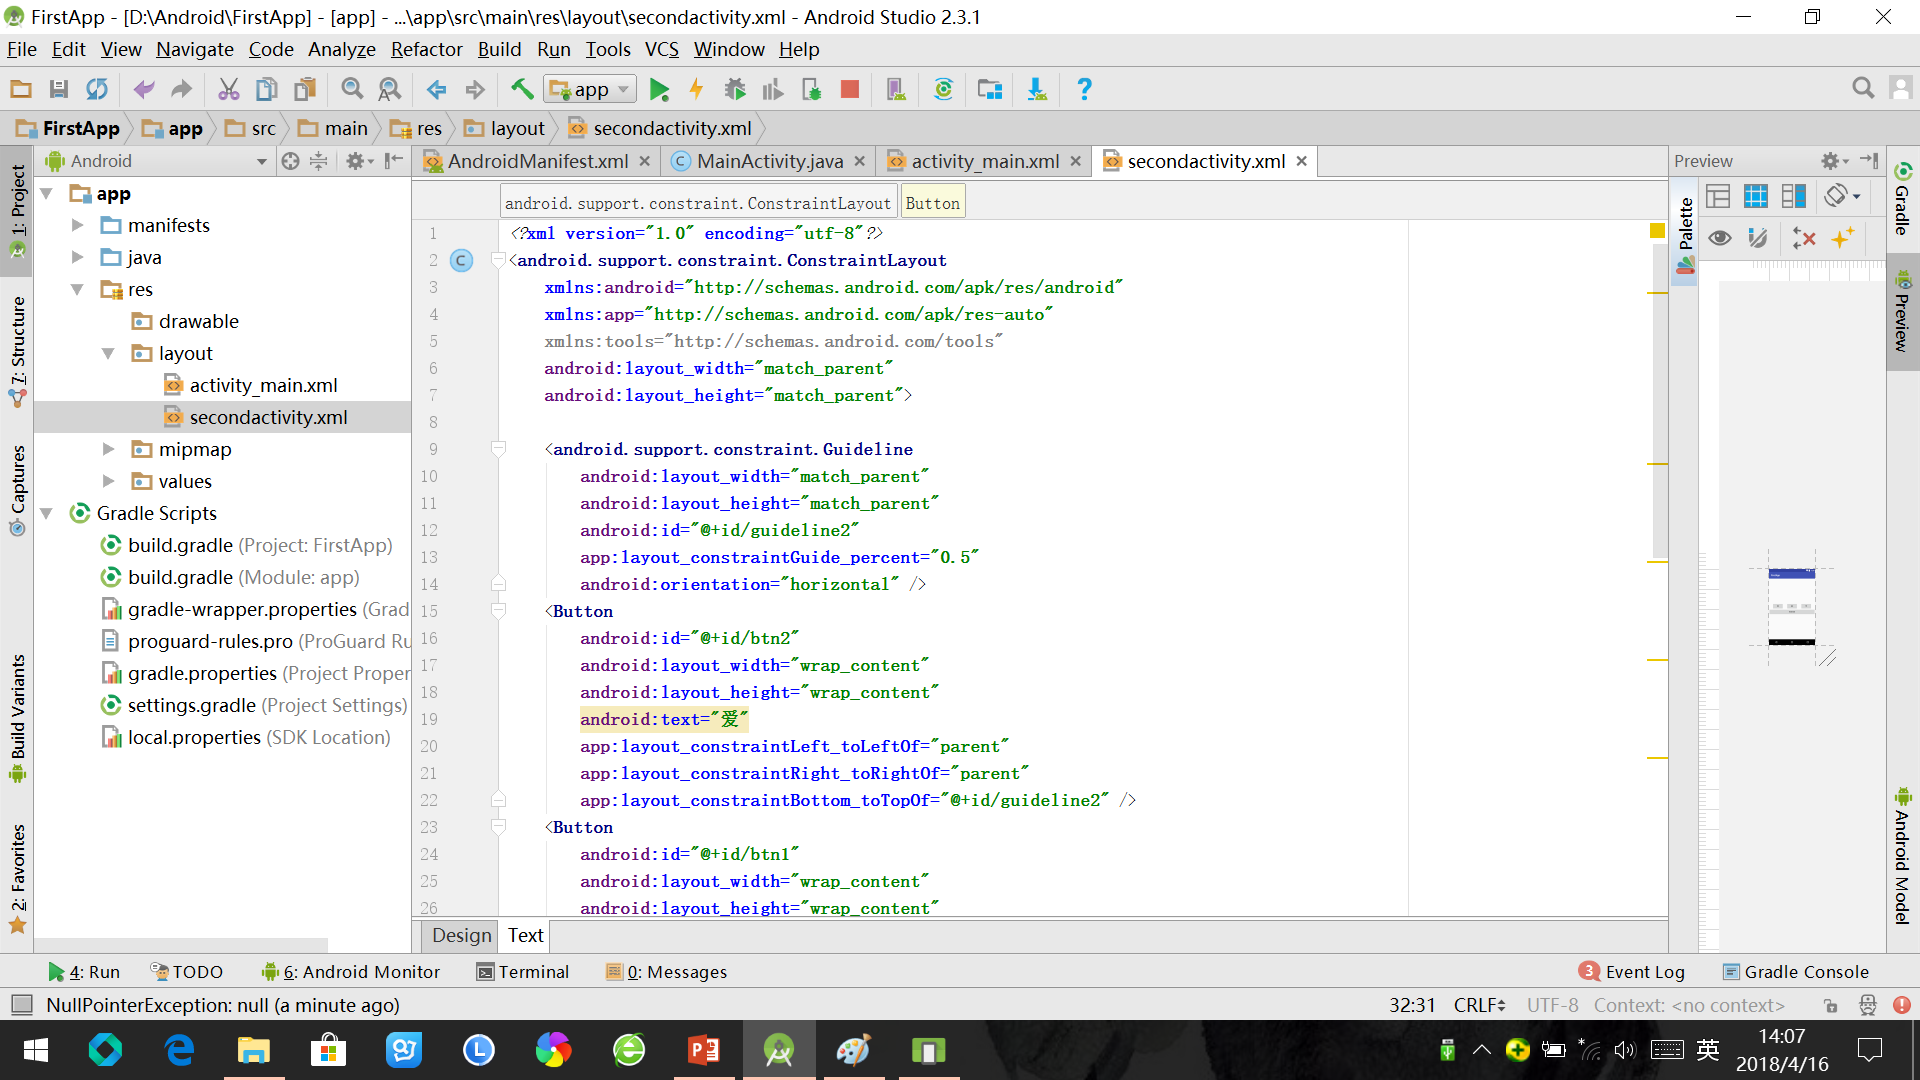 FirstApp - [D:\Android\FirstApp] - [app] - ...\app\src\main\res\layout\secondactivity.xml - Android Studio 2.3.1
File Edit View Navigate Code Analyze Refactor Build Run Tools VCS Window Help
app
FirstApp app src main res layout secondactivity.xml
Android
AndroidManifest.xml MainActivity.java activity_main.xml secondactivity.xml
Preview
1: Project
7: Structure
Captures
Build Variants
2: Favorites
app
manifests
java
res
drawable
layout
activity_main.xml
secondactivity.xml
mipmap
values
Gradle Scripts
build.gradle (Project: FirstApp)
build.gradle (Module: app)
gradle-wrapper.properties (Grad
proguard-rules.pro (ProGuard Ru
gradle.properties (Project Proper
settings.gradle (Project Settings)
local.properties (SDK Location)
android.support.constraint.ConstraintLayout Button
1 <?xml version="1.0" encoding="utf-8"?>
2 <android.support.constraint.ConstraintLayout
3 xmlns:android="http://schemas.android.com/apk/res/android"
4 xmlns:app="http://schemas.android.com/apk/res-auto"
5 xmlns:tools="http://schemas.android.com/tools"
6 android:layout_width="match_parent"
7 android:layout_height="match_parent">
8
9 <android.support.constraint.Guideline
10 android:layout_width="match_parent"
11 android:layout_height="match_parent"
12 android:id="@+id/guideline2"
13 app:layout_constraintGuide_percent="0.5"
14 android:orientation="horizontal" />
15 <Button
16 android:id="@+id/btn2"
17 android:layout_width="wrap_content"
18 android:layout_height="wrap_content"
19 android:text="爱"
20 app:layout_constraintLeft_toLeftOf="parent"
21 app:layout_constraintRight_toRightOf="parent"
22 app:layout_constraintBottom_toTopOf="@+id/guideline2" />
23 <Button
24 android:id="@+id/btn1"
25 android:layout_width="wrap_content"
26 android:layout_height="wrap_content"
Design Text
Palette
Gradle
Preview
Android Model
4: Run TODO 6: Android Monitor Terminal 0: Messages 3 Event Log Gradle Console
NullPointerException: null (a minute ago) 32:31 CRLF UTF-8 Context: <no context>
英
14:07
2018/4/16